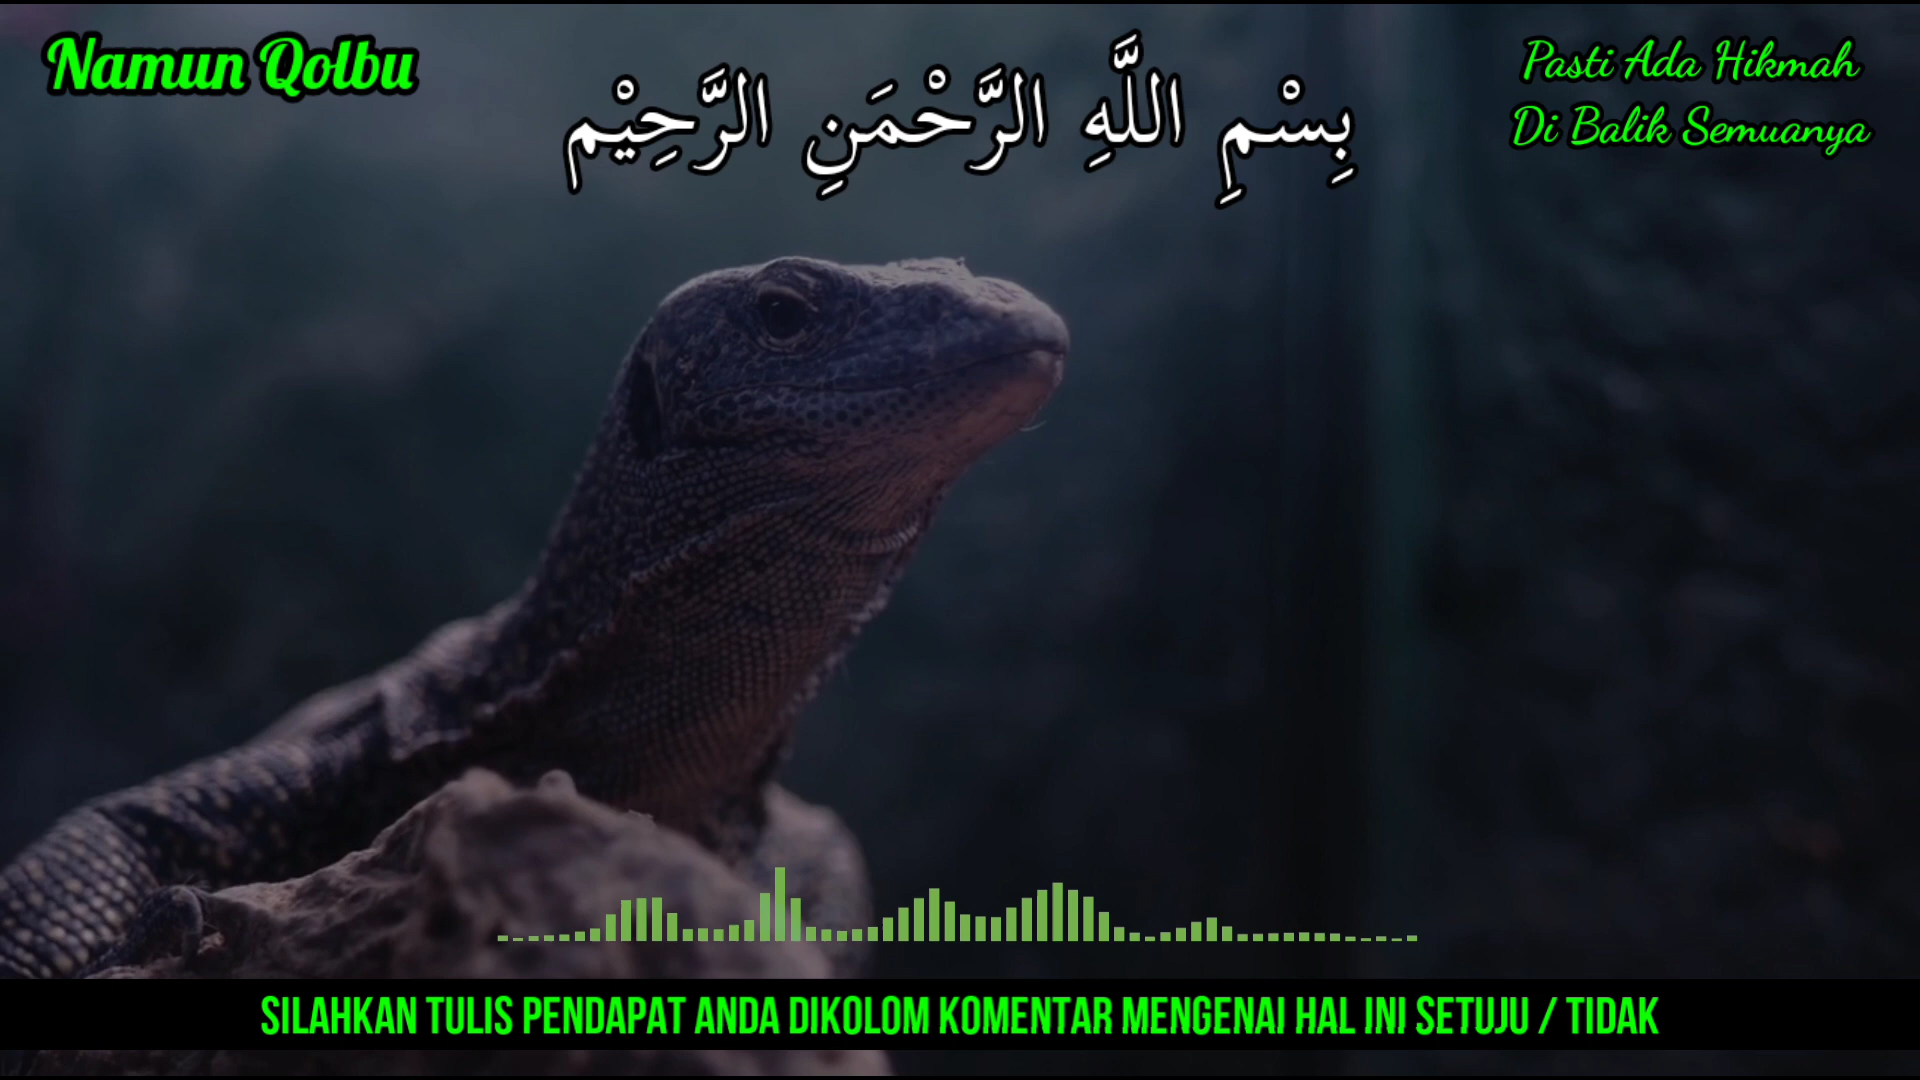 Namun Qolbu
بِسْمِ اللَّهِ الرَّحْمَنِ الرَّحِيْم
Pasti Ada Hikmah
Di Balik Semuanya
SILAHKAN TULIS PENDAPAT ANDA DIKOLOM KOMENTAR MENGENAI HAL INI SETUJU / TIDAK